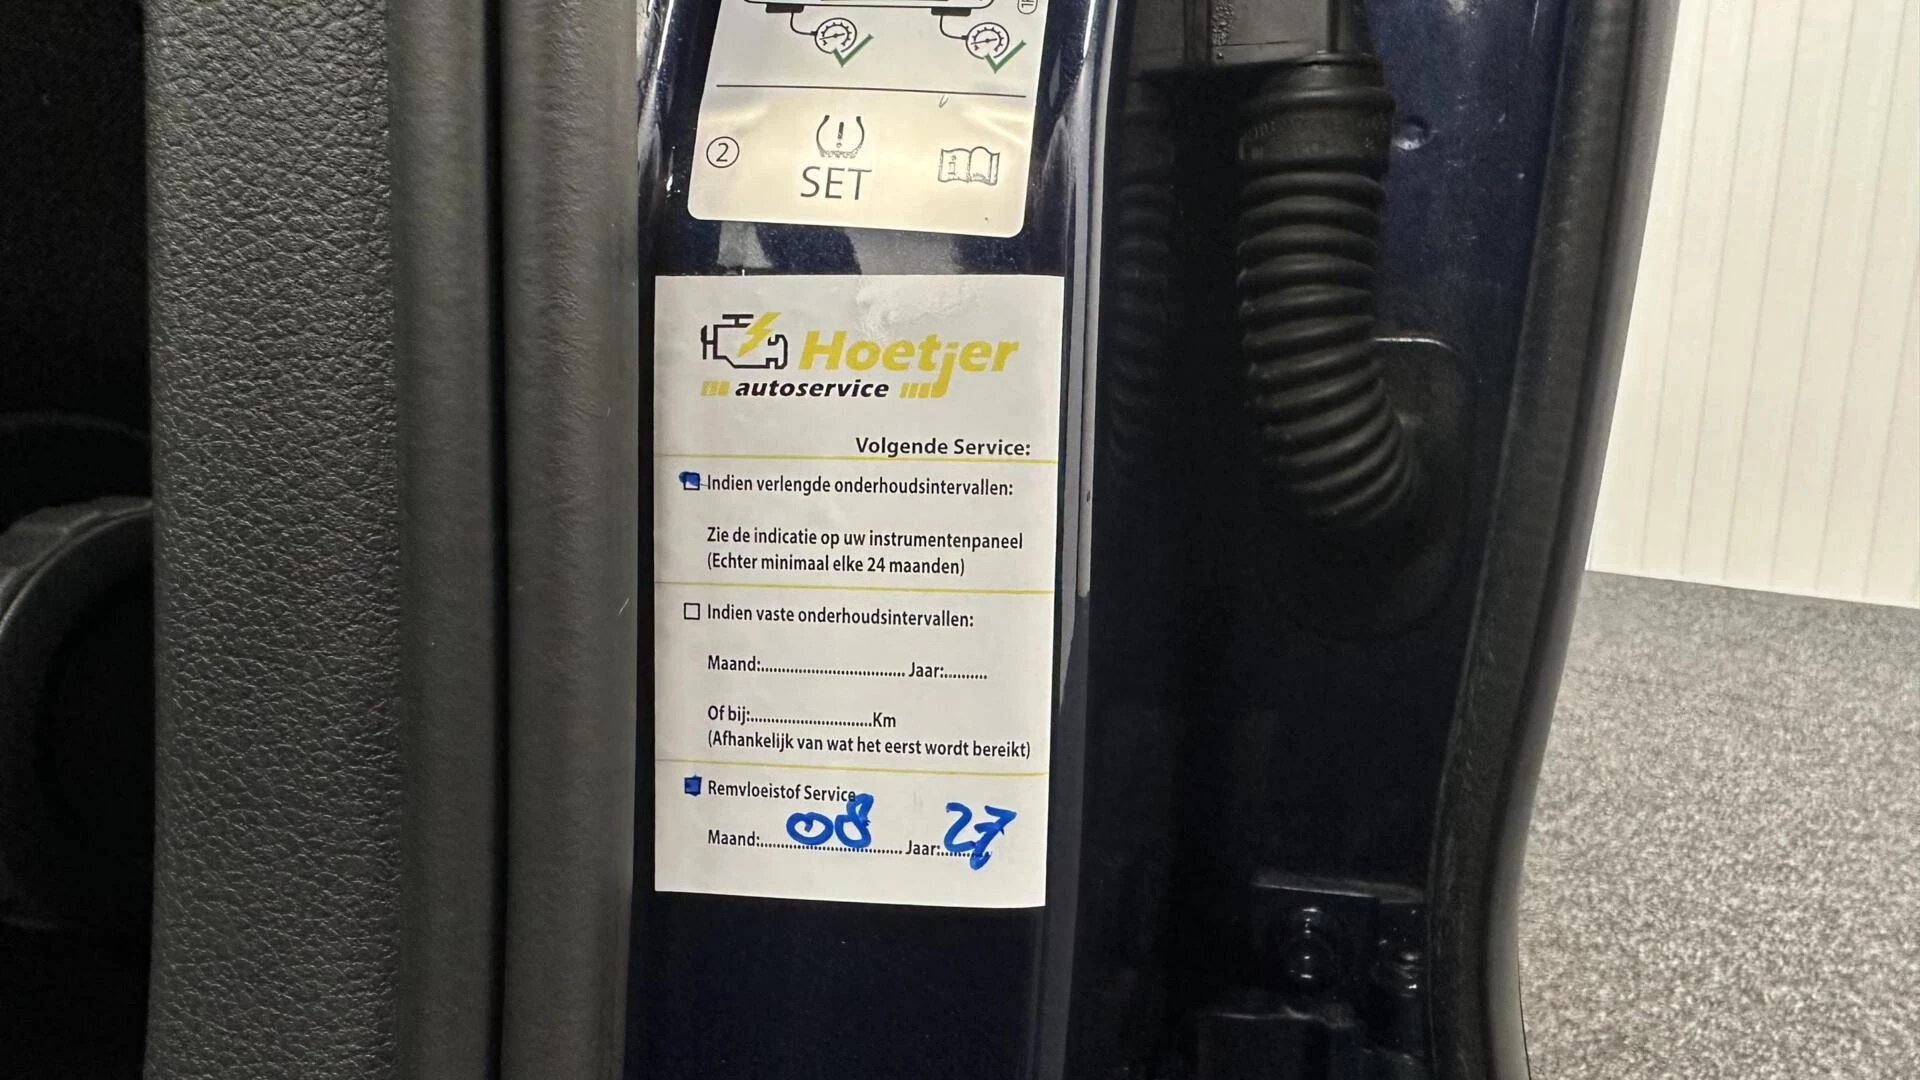 ②
SET
Hoetjer
autoservice
Volgende Service:
Indien verlengde onderhoudsintervallen:
Zie de indicatie op uw instrumentenpaneel
(Echter minimaal elke 24 maanden)
Indien vaste onderhoudsintervallen:
Maand:................................... Jaar:...........
Of bij:..............................Km
(Afhankelijk van wat het eerst wordt bereikt)
Remvloeistof Service
Maand: 08 Jaar: 27